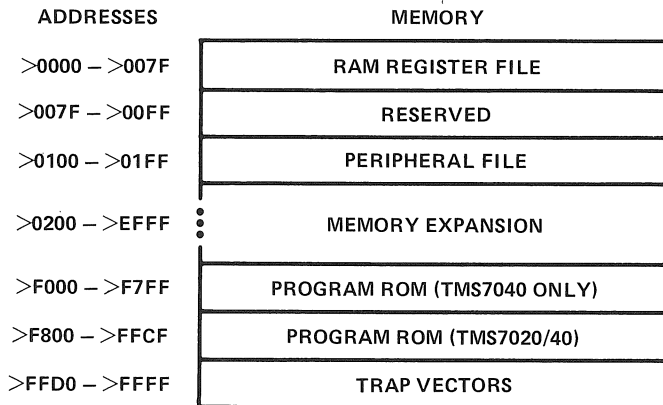 ADDRESSES MEMORY
>0000 – >007F RAM REGISTER FILE
>007F – >00FF RESERVED
>0100 – >01FF PERIPHERAL FILE
>0200 – >EFFF MEMORY EXPANSION
>F000 – >F7FF PROGRAM ROM (TMS7040 ONLY)
>F800 – >FFCF PROGRAM ROM (TMS7020/40)
>FFD0 – >FFFF TRAP VECTORS